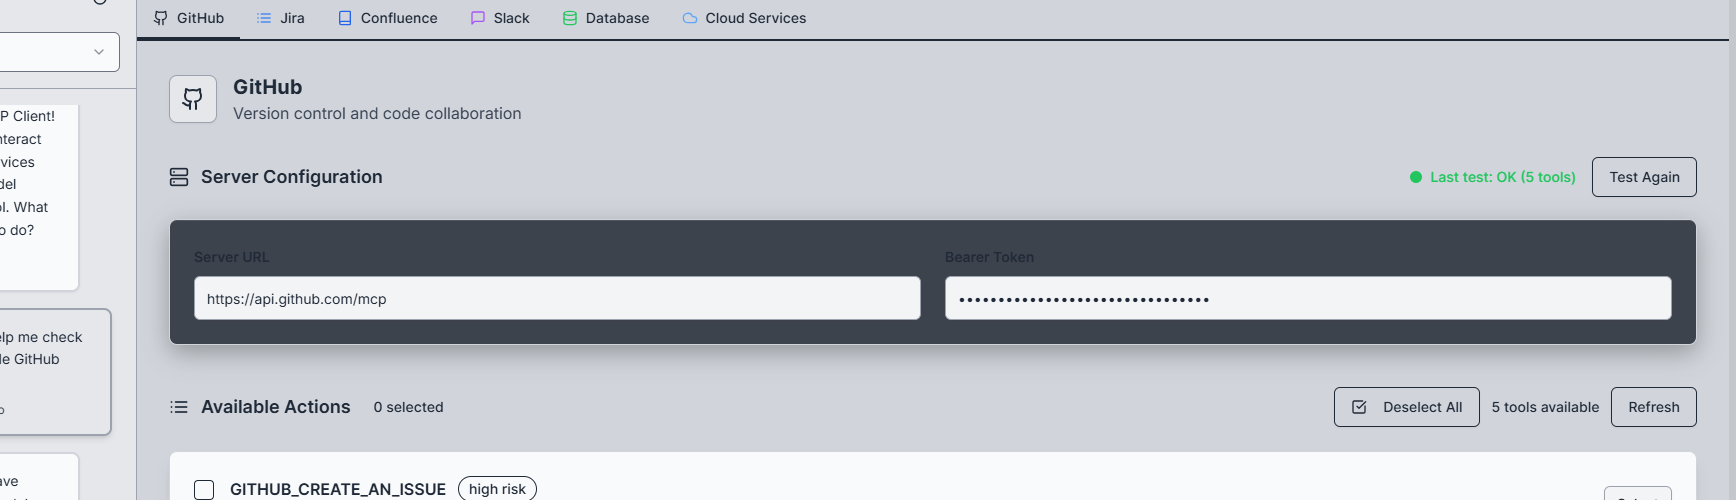 GitHub
Jira
Confluence
Slack
Database
Cloud Services
P Client!
nteract
vices
del
ol. What
o do?
elp me check
le GitHub
ave
GitHub
Version control and code collaboration
Server Configuration
Last test: OK (5 tools)
Test Again
Server URL
https://api.github.com/mcp
Bearer Token
•••••••••••••••••••••••••••••••
Available Actions
0 selected
Deselect All
5 tools available
Refresh
GITHUB_CREATE_AN_ISSUE
high risk